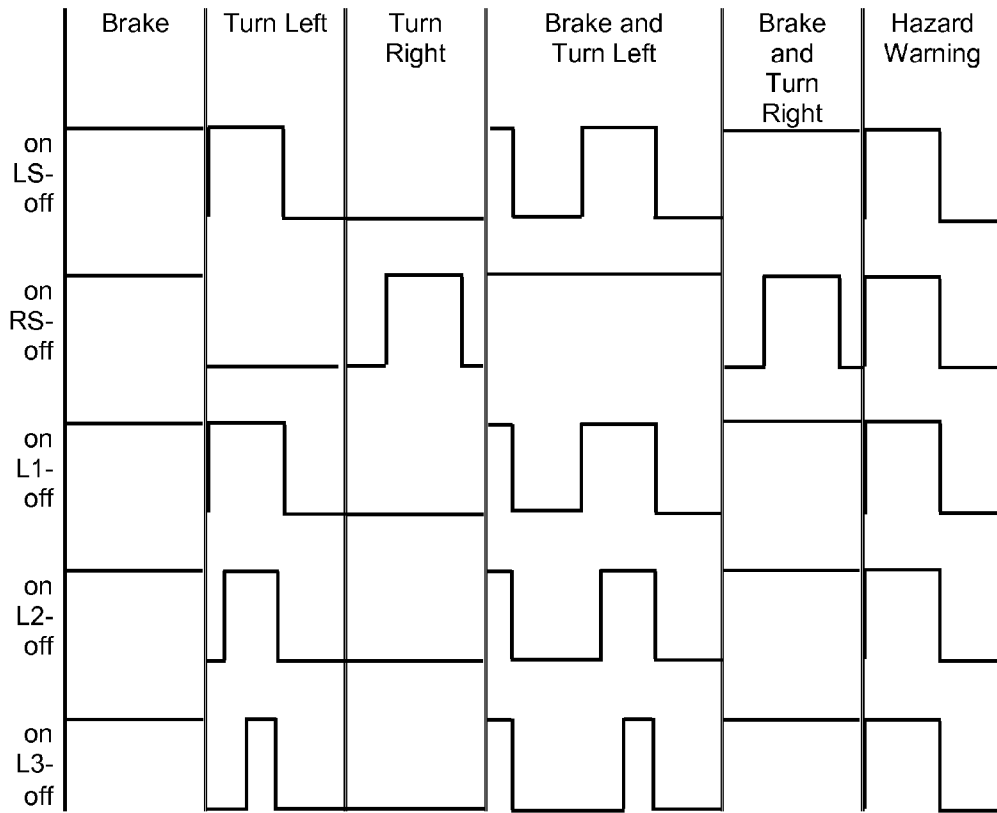 Brake
Turn Left
Turn
Right
Brake and
Turn Left
Brake
and
Turn
Right
Hazard
Warning
on
LS-
off
on
RS-
off
on
L1-
off
on
L2-
off
on
L3-
off